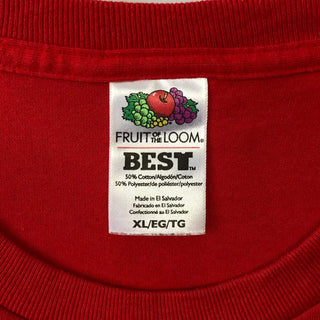 FRUIT OF THE LOOM®
BEST™
50% Cotton/Algodón/Coton
50% Polyester/de poliéster/polyester
Made in El Salvador
Fabricado en El Salvador
Confectionné au El Salvador
XL/EG/TG